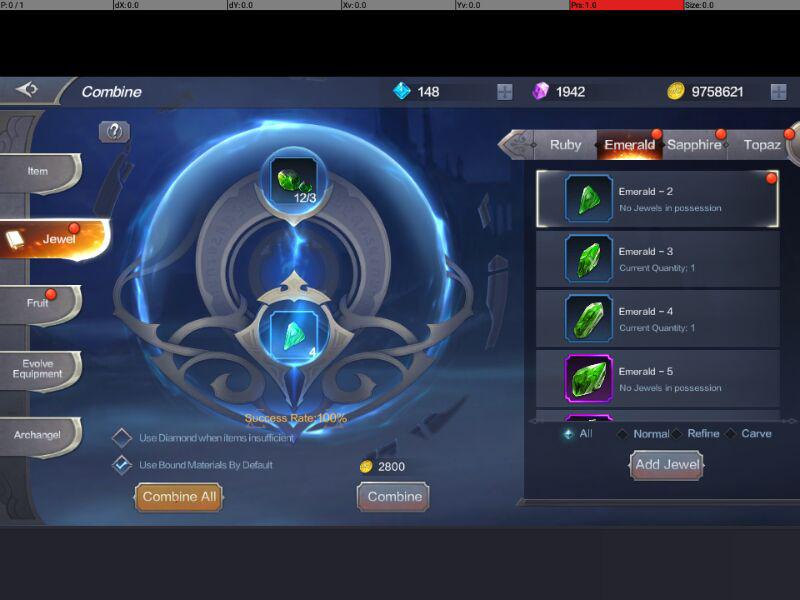 P: 0 / 1 dX: 0.0 dY: 0.0 Xv: 0.0 Yv: 0.0 Prs: 1.0 Size: 0.0
Combine 148 1942 9758621
?
Ruby Emerald Sapphire Topaz
Item
Jewel
Fruit
Evolve
Equipment
Archangel
12/3
4
Success Rate:100%
Use Diamond when items insufficient
Use Bound Materials By Default
2800
Combine All Combine
Emerald - 2
No Jewels in possession
Emerald - 3
Current Quantity: 1
Emerald - 4
Current Quantity: 1
Emerald - 5
No Jewels in possession
All Normal Refine Carve
Add Jewel